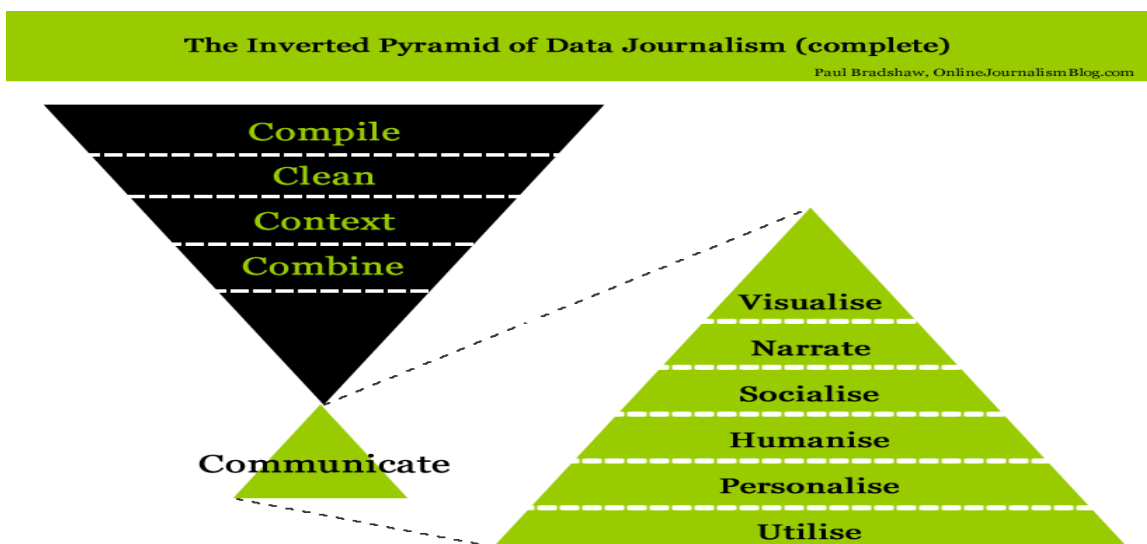 The Inverted Pyramid of Data Journalism (complete)
Paul Bradshaw, OnlineJournalismBlog.com
Compile
Clean
Context
Combine
Communicate
Visualise
Narrate
Socialise
Humanise
Personalise
Utilise